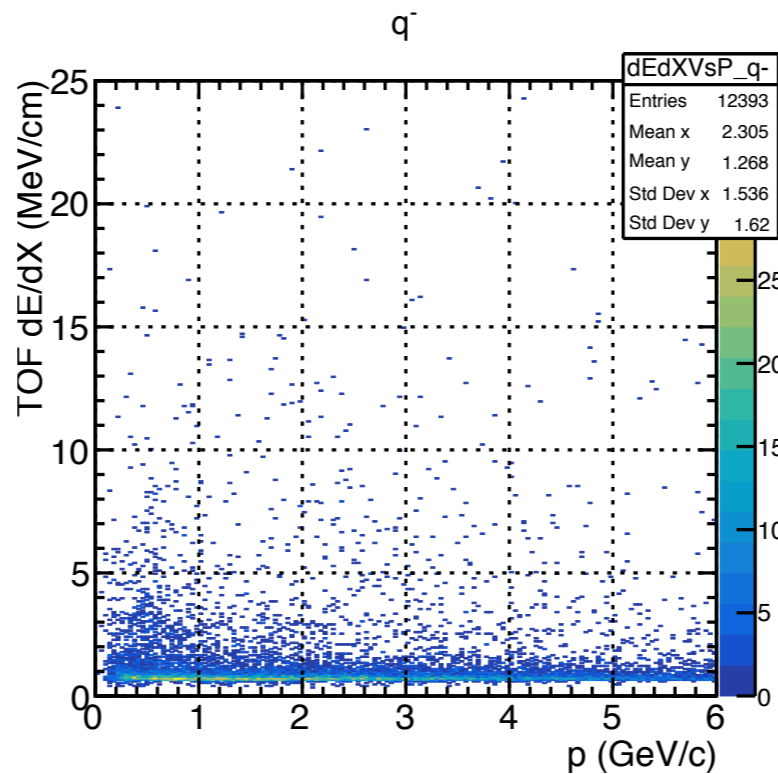 q-
dEdXVsP_q-
Entries 12393
Mean x 2.305
Mean y 1.268
Std Dev x 1.536
Std Dev y 1.62
TOF dE/dX (MeV/cm)
25
20
15
10
5
0
25
20
15
10
5
0
0 1 2 3 4 5 6
p (GeV/c)